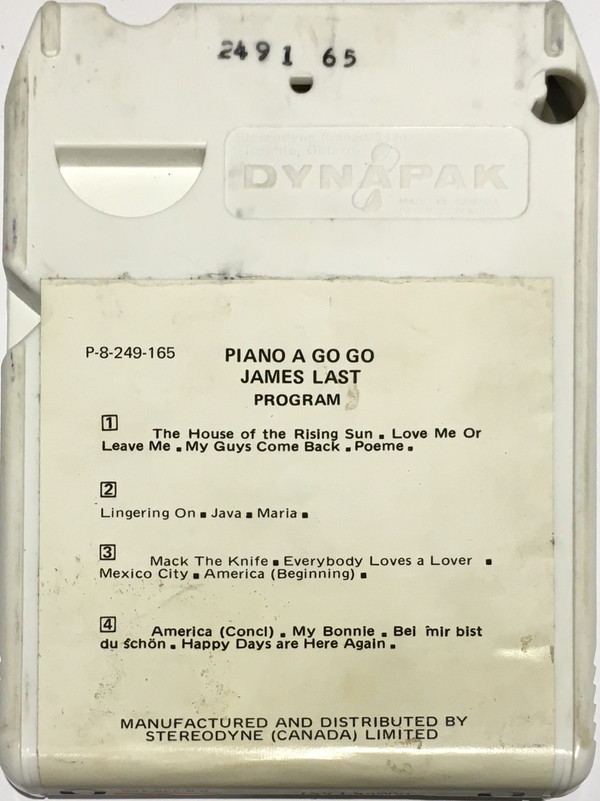 2491 65
DYNAPAK
P-8-249-165
PIANO A GO GO
JAMES LAST
PROGRAM
1
The House of the Rising Sun ▪ Love Me Or
Leave Me ▪ My Guys Come Back ▪ Poeme ▪
2
Lingering On ▪ Java ▪ Maria ▪
3
Mack The Knife ▪ Everybody Loves a Lover ▪
Mexico City ▪ America (Beginning) ▪
4
America (Concl) ▪ My Bonnie ▪ Bei mir bist
du schön ▪ Happy Days are Here Again ▪
MANUFACTURED AND DISTRIBUTED BY
STEREODYNE (CANADA) LIMITED